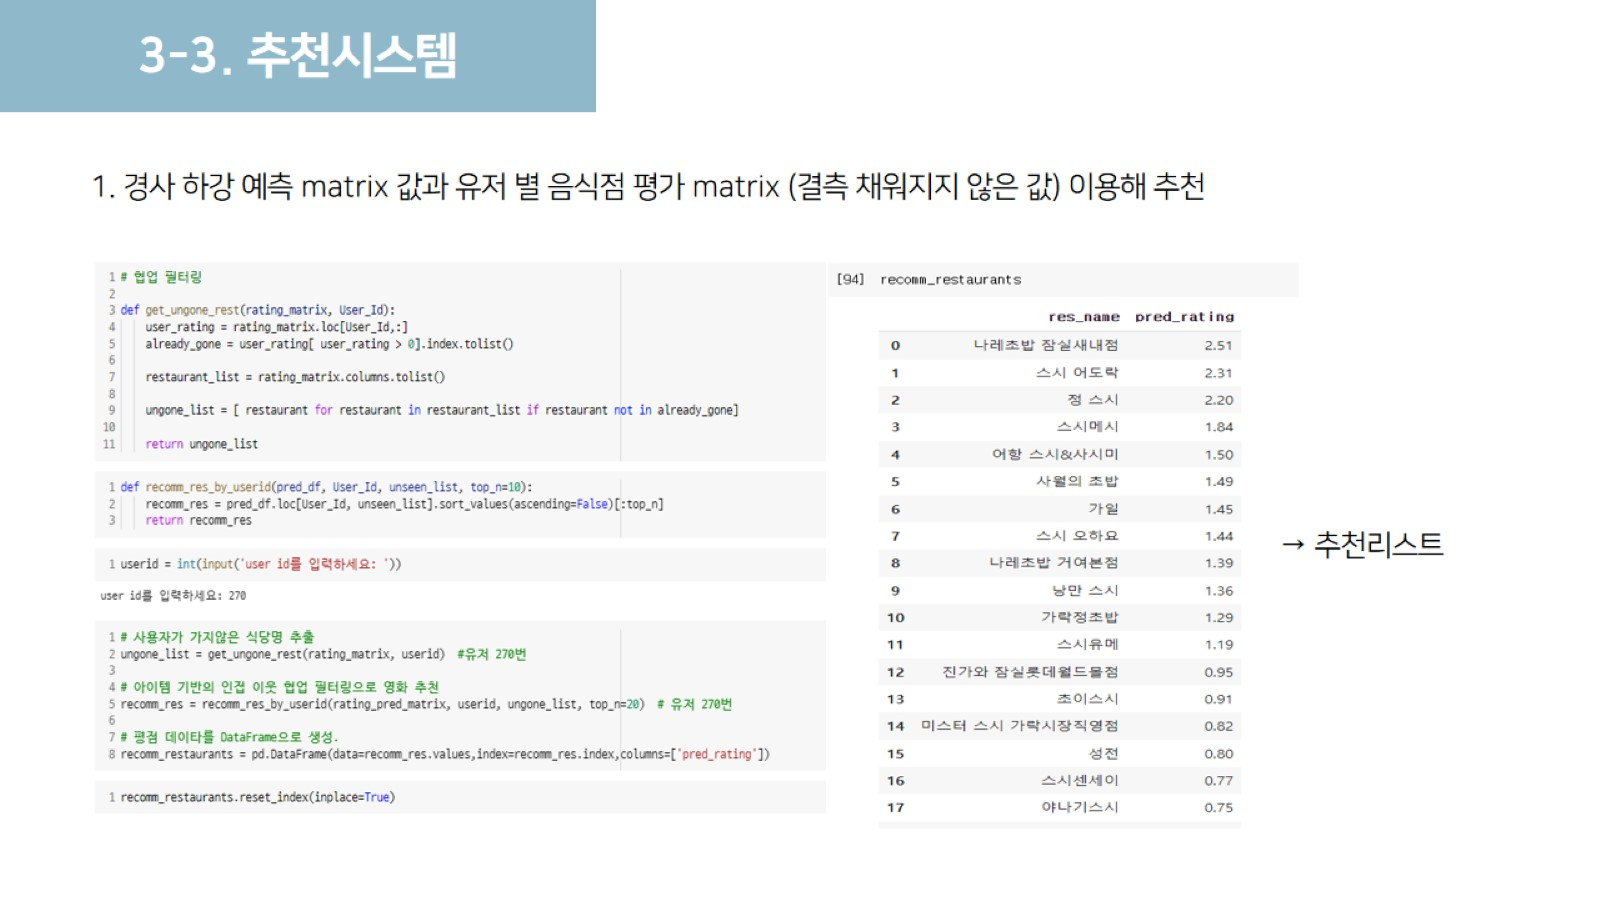 3-3. 추천시스템
1. 경사 하강 예측 matrix 값과 유저 별 음식점 평가 matrix (결측 채워지지 않은 값) 이용해 추천
1 # 협업 필터링
2
3 def get_ungone_rest(rating_matrix, User_Id):
4 user_rating = rating_matrix.loc[User_Id,:]
5 already_gone = user_rating[ user_rating > 0].index.tolist()
6
7 restaurant_list = rating_matrix.columns.tolist()
8
9 ungone_list = [ restaurant for restaurant in restaurant_list if restaurant not in already_gone]
10
11 return ungone_list
1 def recomm_res_by_userid(pred_df, User_Id, unseen_list, top_n=10):
2 recomm_res = pred_df.loc[User_Id, unseen_list].sort_values(ascending=False)[:top_n]
3 return recomm_res
1 userid = int(input('user id를 입력하세요: '))
user id를 입력하세요: 270
1 # 사용자가 가지않은 식당명 추출
2 ungone_list = get_ungone_rest(rating_matrix, userid) #유저 270번
3
4 # 아이템 기반의 인접 이웃 협업 필터링으로 영화 추천
5 recomm_res = recomm_res_by_userid(rating_pred_matrix, userid, ungone_list, top_n=20) # 유저 270번
6
7 # 평점 데이타를 DataFrame으로 생성.
8 recomm_restaurants = pd.DataFrame(data=recomm_res.values,index=recomm_res.index,columns=['pred_rating'])
1 recomm_restaurants.reset_index(inplace=True)
[94] recomm_restaurants
res_name pred_rating
0 나레초밥 잠실새내점 2.51
1 스시 어도락 2.31
2 정 스시 2.20
3 스시메시 1.84
4 어항 스시&사시미 1.50
5 사월의 초밥 1.49
6 가일 1.45
7 스시 오하요 1.44
8 나레초밥 거여본점 1.39
9 낭만 스시 1.36
10 가락정초밥 1.29
11 스시유메 1.19
12 진가와 잠실롯데월드몰점 0.95
13 초이스시 0.91
14 미스터 스시 가락시장직영점 0.82
15 성전 0.80
16 스시센세이 0.77
17 야나기스시 0.75
→ 추천리스트